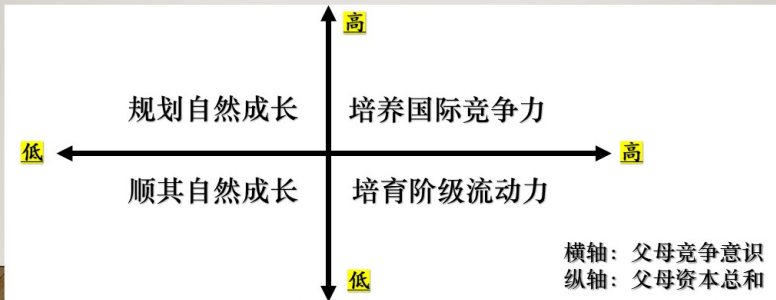 高
规划自然成长 培养国际竞争力
低 高
顺其自然成长 培育阶级流动力
横轴：父母竞争意识
低 纵轴：父母资本总和